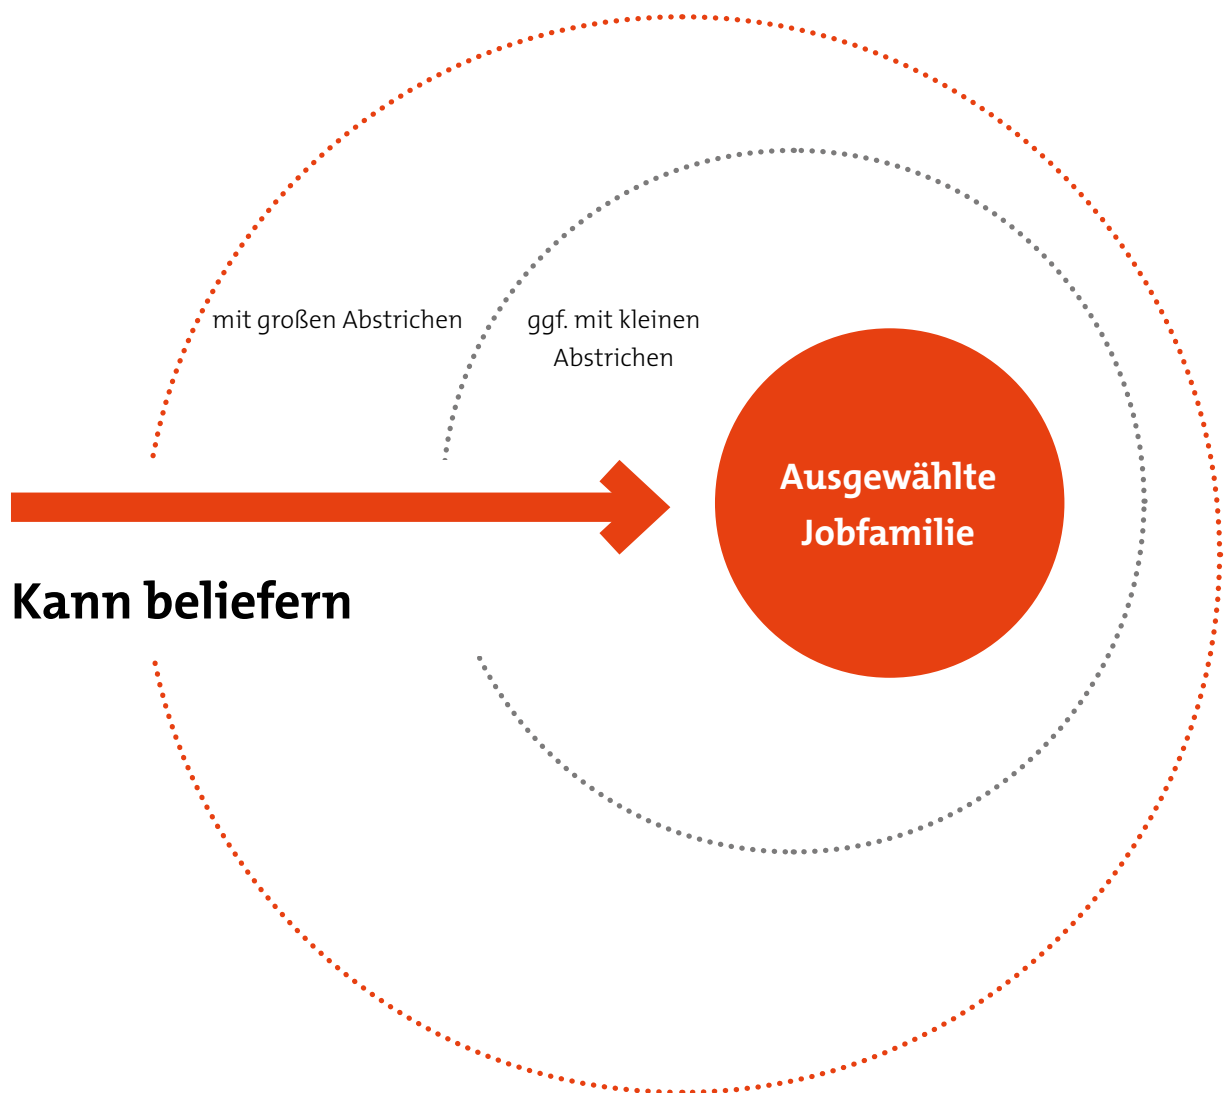 mit großen Abstrichen
ggf. mit kleinen
Abstrichen
Ausgewählte
Jobfamilie
Kann beliefern